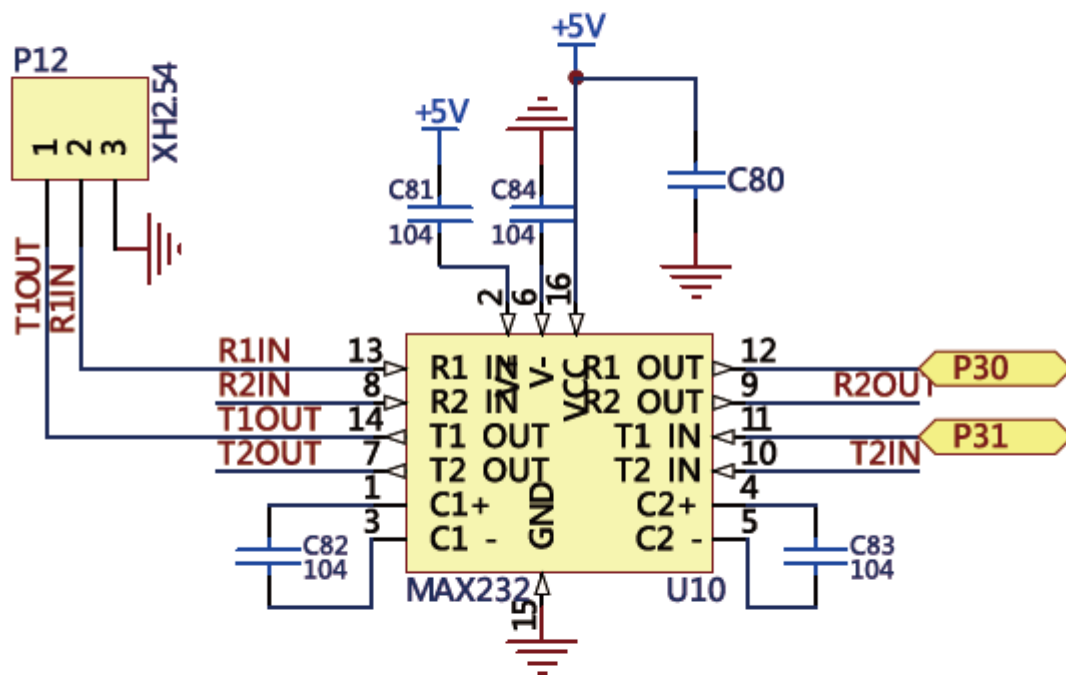 +5V
P12
XH2.54
1 2 3
+5V
C81
104
C84
104
C80
T1OUT
R1IN
2
6
16
V+
V-
VCC
R1IN
13
R1 IN
R1 OUT
12
P30
R2IN
8
R2 IN
R2 OUT
9
R2OUT
T1OUT
14
T1 OUT
T1 IN
11
P31
T2OUT
7
T2 OUT
T2 IN
10
T2IN
1
C1+
GND
C2+
4
3
C1 -
C2 -
5
C82
104
C83
104
MAX232
15
U10